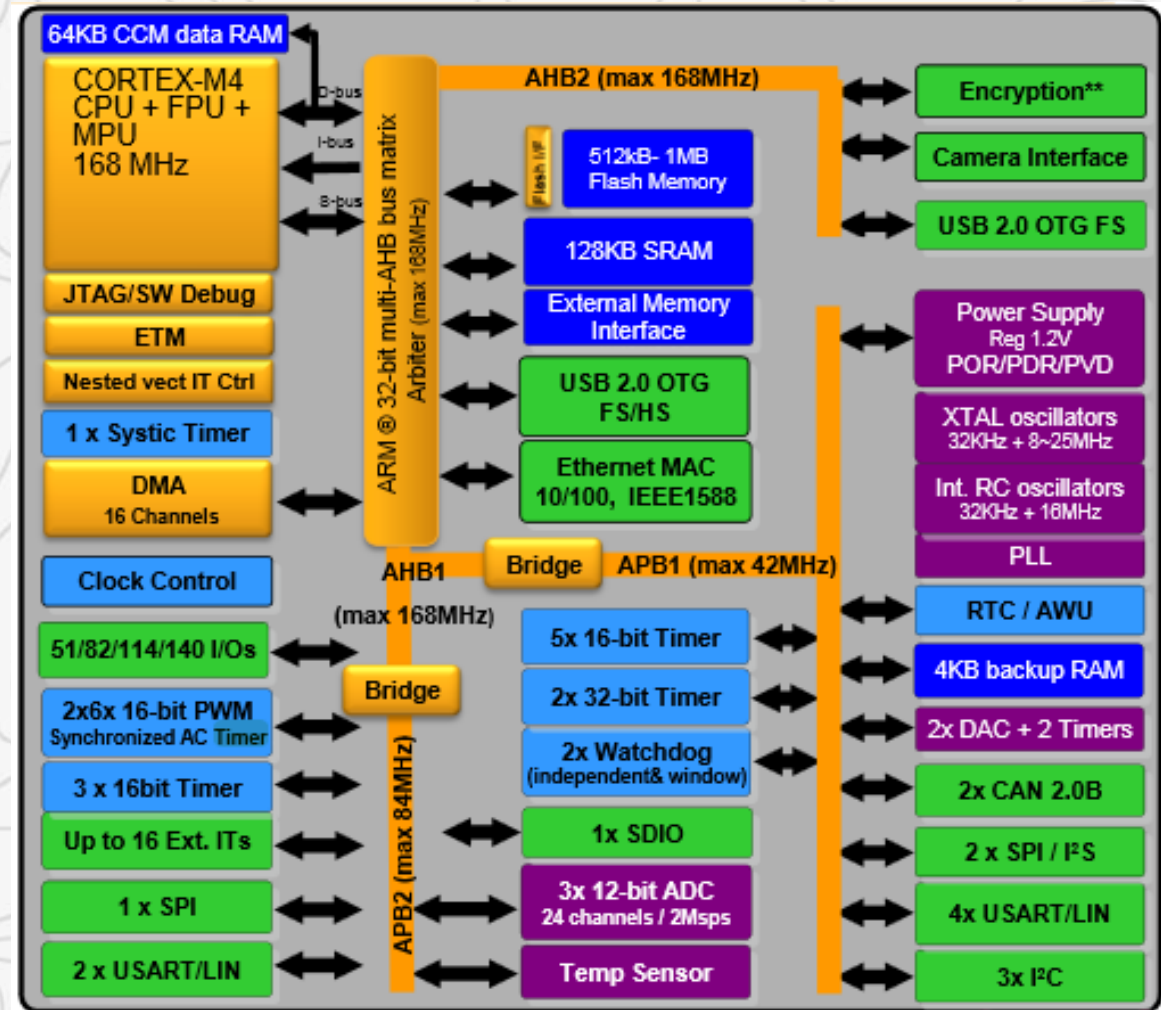 64KB CCM data RAM
CORTEX-M4
CPU + FPU +
MPU
168 MHz
D-bus
I-bus
S-bus
JTAG/SW Debug
ETM
Nested vect IT Ctrl
1 x Systic Timer
DMA
16 Channels
Clock Control
51/82/114/140 I/Os
2x6x 16-bit PWM
Synchronized AC Timer
3 x 16bit Timer
Up to 16 Ext. ITs
1 x SPI
2 x USART/LIN
ARM ® 32-bit multi-AHB bus matrix
Arbiter (max 168MHz)
AHB2 (max 168MHz)
Flash I/F
512kB- 1MB
Flash Memory
128KB SRAM
External Memory
Interface
USB 2.0 OTG
FS/HS
Ethernet MAC
10/100, IEEE1588
AHB1
(max 168MHz)
Bridge
APB1 (max 42MHz)
Bridge
APB2 (max 84MHz)
5x 16-bit Timer
2x 32-bit Timer
2x Watchdog
(independent& window)
1x SDIO
3x 12-bit ADC
24 channels / 2Msps
Temp Sensor
Encryption**
Camera Interface
USB 2.0 OTG FS
Power Supply
Reg 1.2V
POR/PDR/PVD
XTAL oscillators
32KHz + 8~25MHz
Int. RC oscillators
32KHz + 16MHz
PLL
RTC / AWU
4KB backup RAM
2x DAC + 2 Timers
2x CAN 2.0B
2 x SPI / I²S
4x USART/LIN
3x I²C